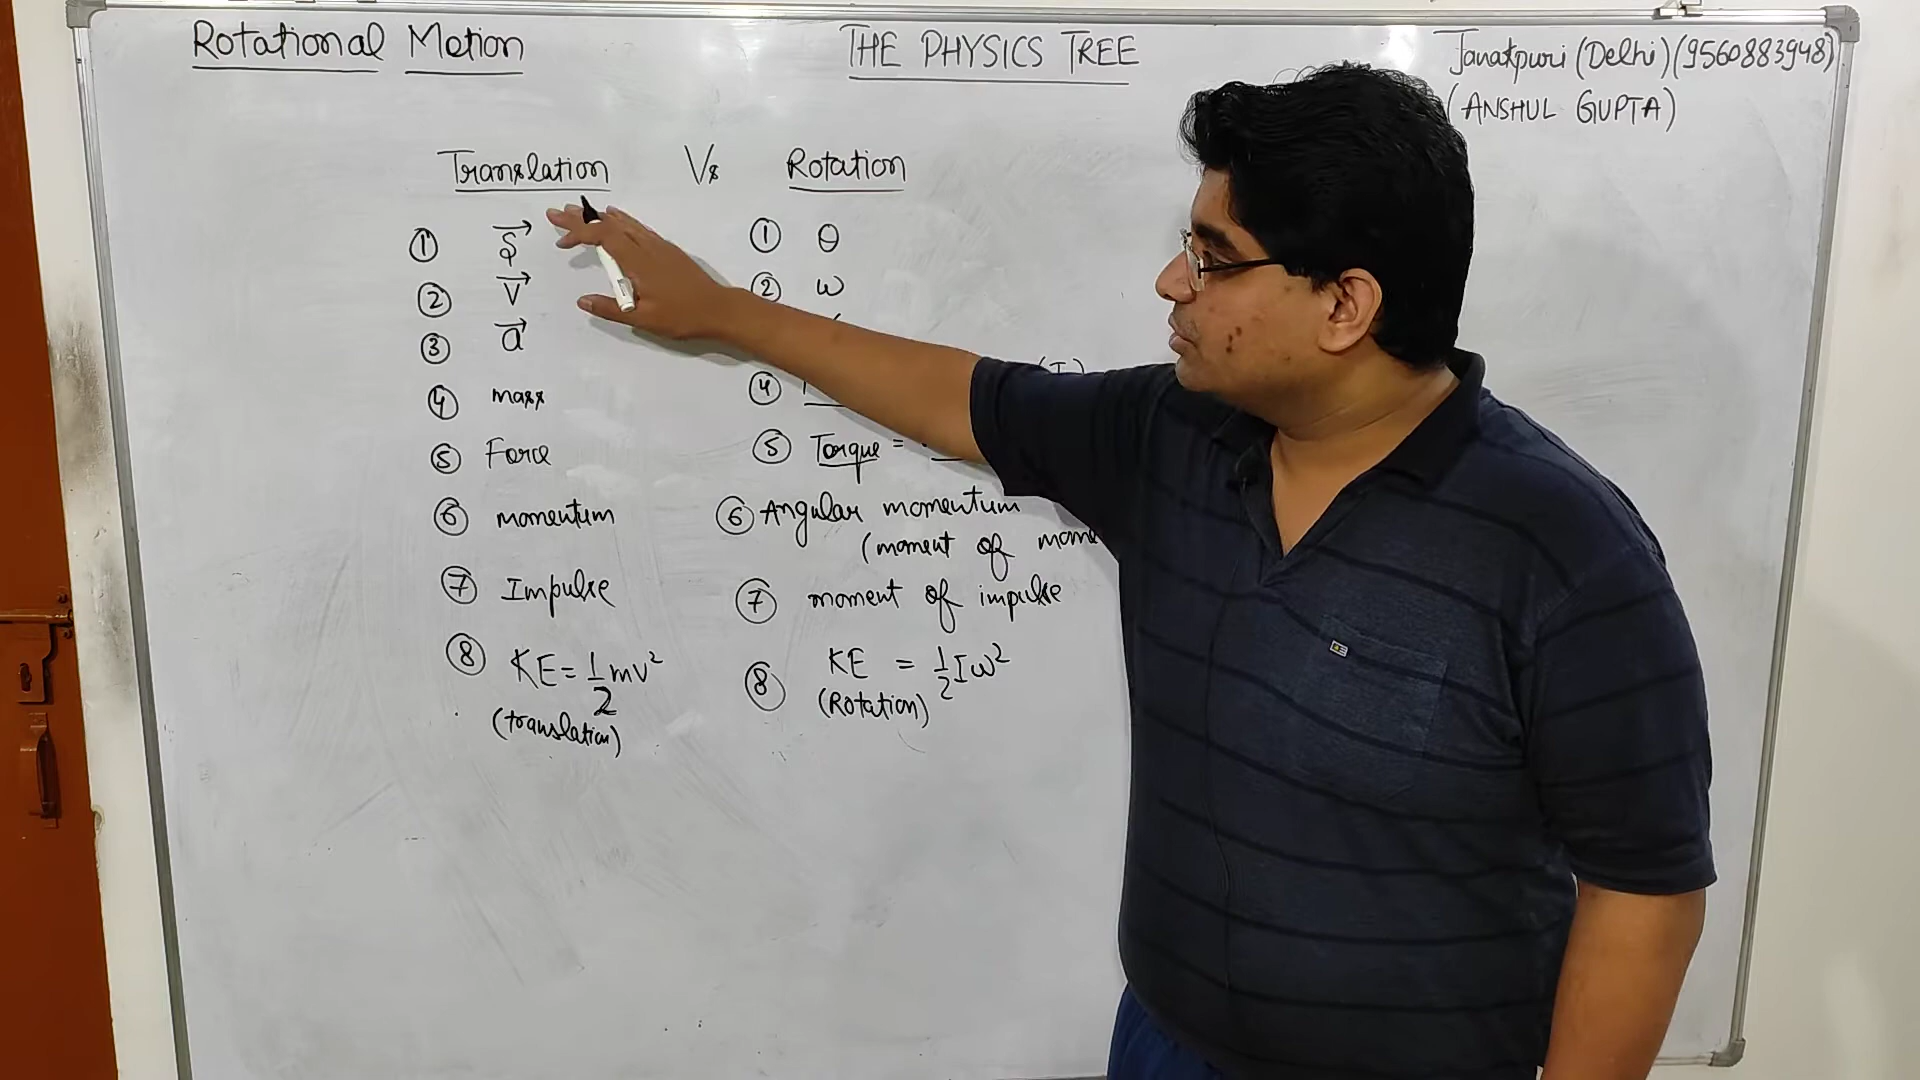 Rotational Motion
THE PHYSICS TREE
Janakpuri (Delhi) (9560883948)
(ANSHUL GUPTA)
Translation Vs Rotation
① S⃗
② V⃗
③ a⃗
④ mass
⑤ Force
⑥ momentum
⑦ Impulse
⑧ KE = 1/2 mv²
(translation)
① θ
② ω
④ (I)
⑤ Torque =
⑥ Angular momentum
(moment of
⑦ moment of impulse
⑧ KE = 1/2 Iω²
(Rotation)